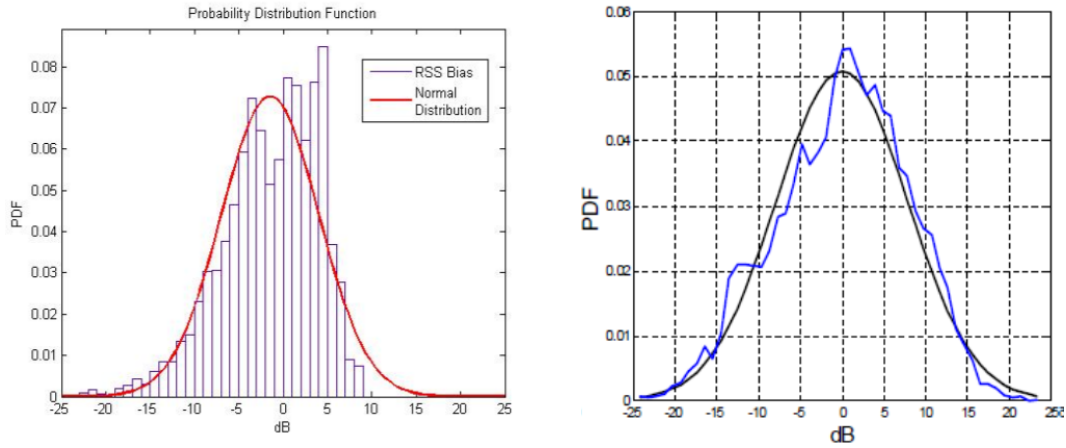 Probability Distribution Function
0.08
0.07
0.06
0.05
0.04
0.03
0.02
0.01
0
PDF
RSS Bias
Normal
Distribution
-25 -20 -15 -10 -5 0 5 10 15 20 25
dB
0.06
0.05
0.04
0.03
0.02
0.01
0
PDF
-25 -20 -15 -10 -5 0 5 10 15 20 25
dB